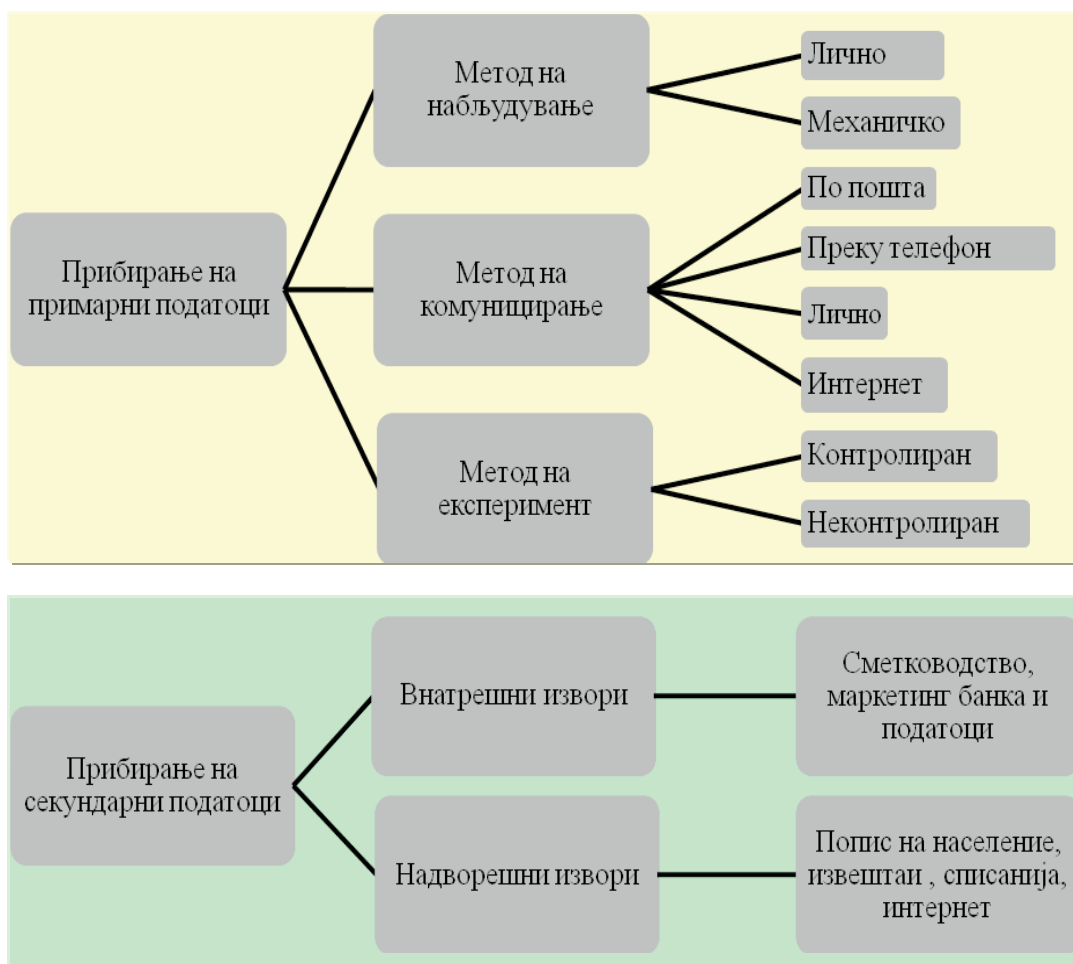 Прибирање на
примарни податоци
Метод на
набљудување
Лично
Механичко
Метод на
комуницирање
По пошта
Преку телефон
Лично
Интернет
Метод на
експеримент
Контролиран
Неконтролиран
Прибирање на
секундарни податоци
Внатрешни извори
Сметководство,
маркетинг банка и
податоци
Надворешни извори
Попис на население,
извештаи , списанија,
интернет